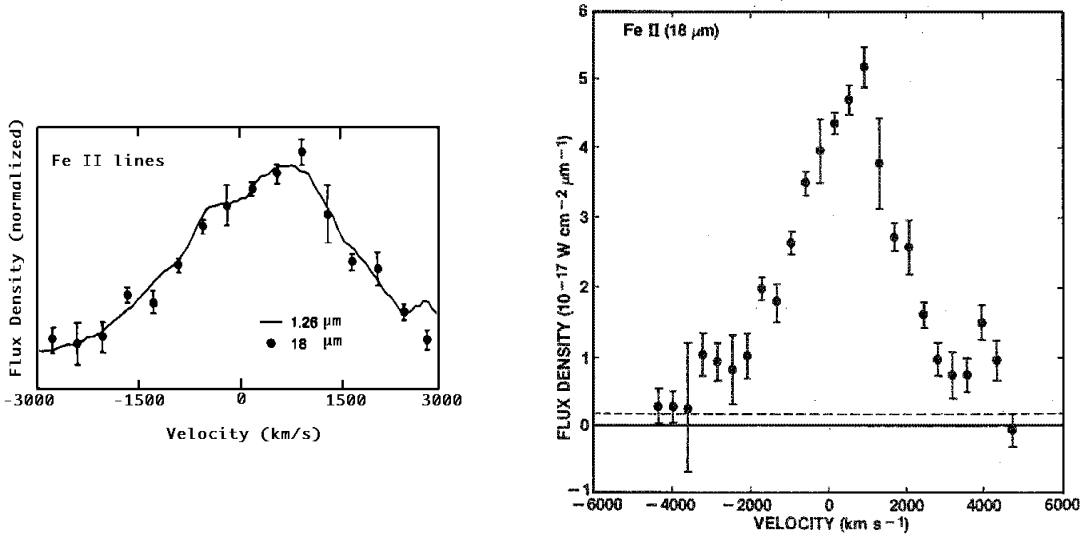 Fe II lines
Flux Density (normalized)
1.26 μm
18 μm
-3000 -1500 0 1500 3000
Velocity (km/s)
Fe II (18 μm)
FLUX DENSITY (10⁻¹⁷ W cm⁻² μm⁻¹)
6
5
4
3
2
1
0
-1
-6000 -4000 -2000 0 2000 4000 6000
VELOCITY (km s⁻¹)